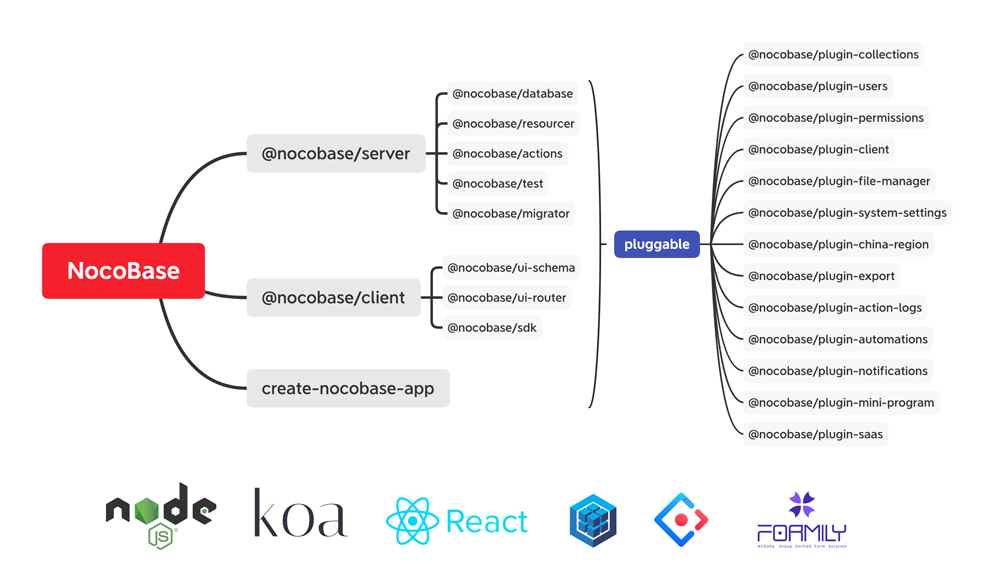 NocoBase
@nocobase/server
@nocobase/database
@nocobase/resourcer
@nocobase/actions
@nocobase/test
@nocobase/migrator
@nocobase/client
@nocobase/ui-schema
@nocobase/ui-router
@nocobase/sdk
create-nocobase-app
pluggable
@nocobase/plugin-collections
@nocobase/plugin-users
@nocobase/plugin-permissions
@nocobase/plugin-client
@nocobase/plugin-file-manager
@nocobase/plugin-system-settings
@nocobase/plugin-china-region
@nocobase/plugin-export
@nocobase/plugin-action-logs
@nocobase/plugin-automations
@nocobase/plugin-notifications
@nocobase/plugin-mini-program
@nocobase/plugin-saas
node
JS
®
koa
React
FORMILY
Alibaba Group Unified Form Solution